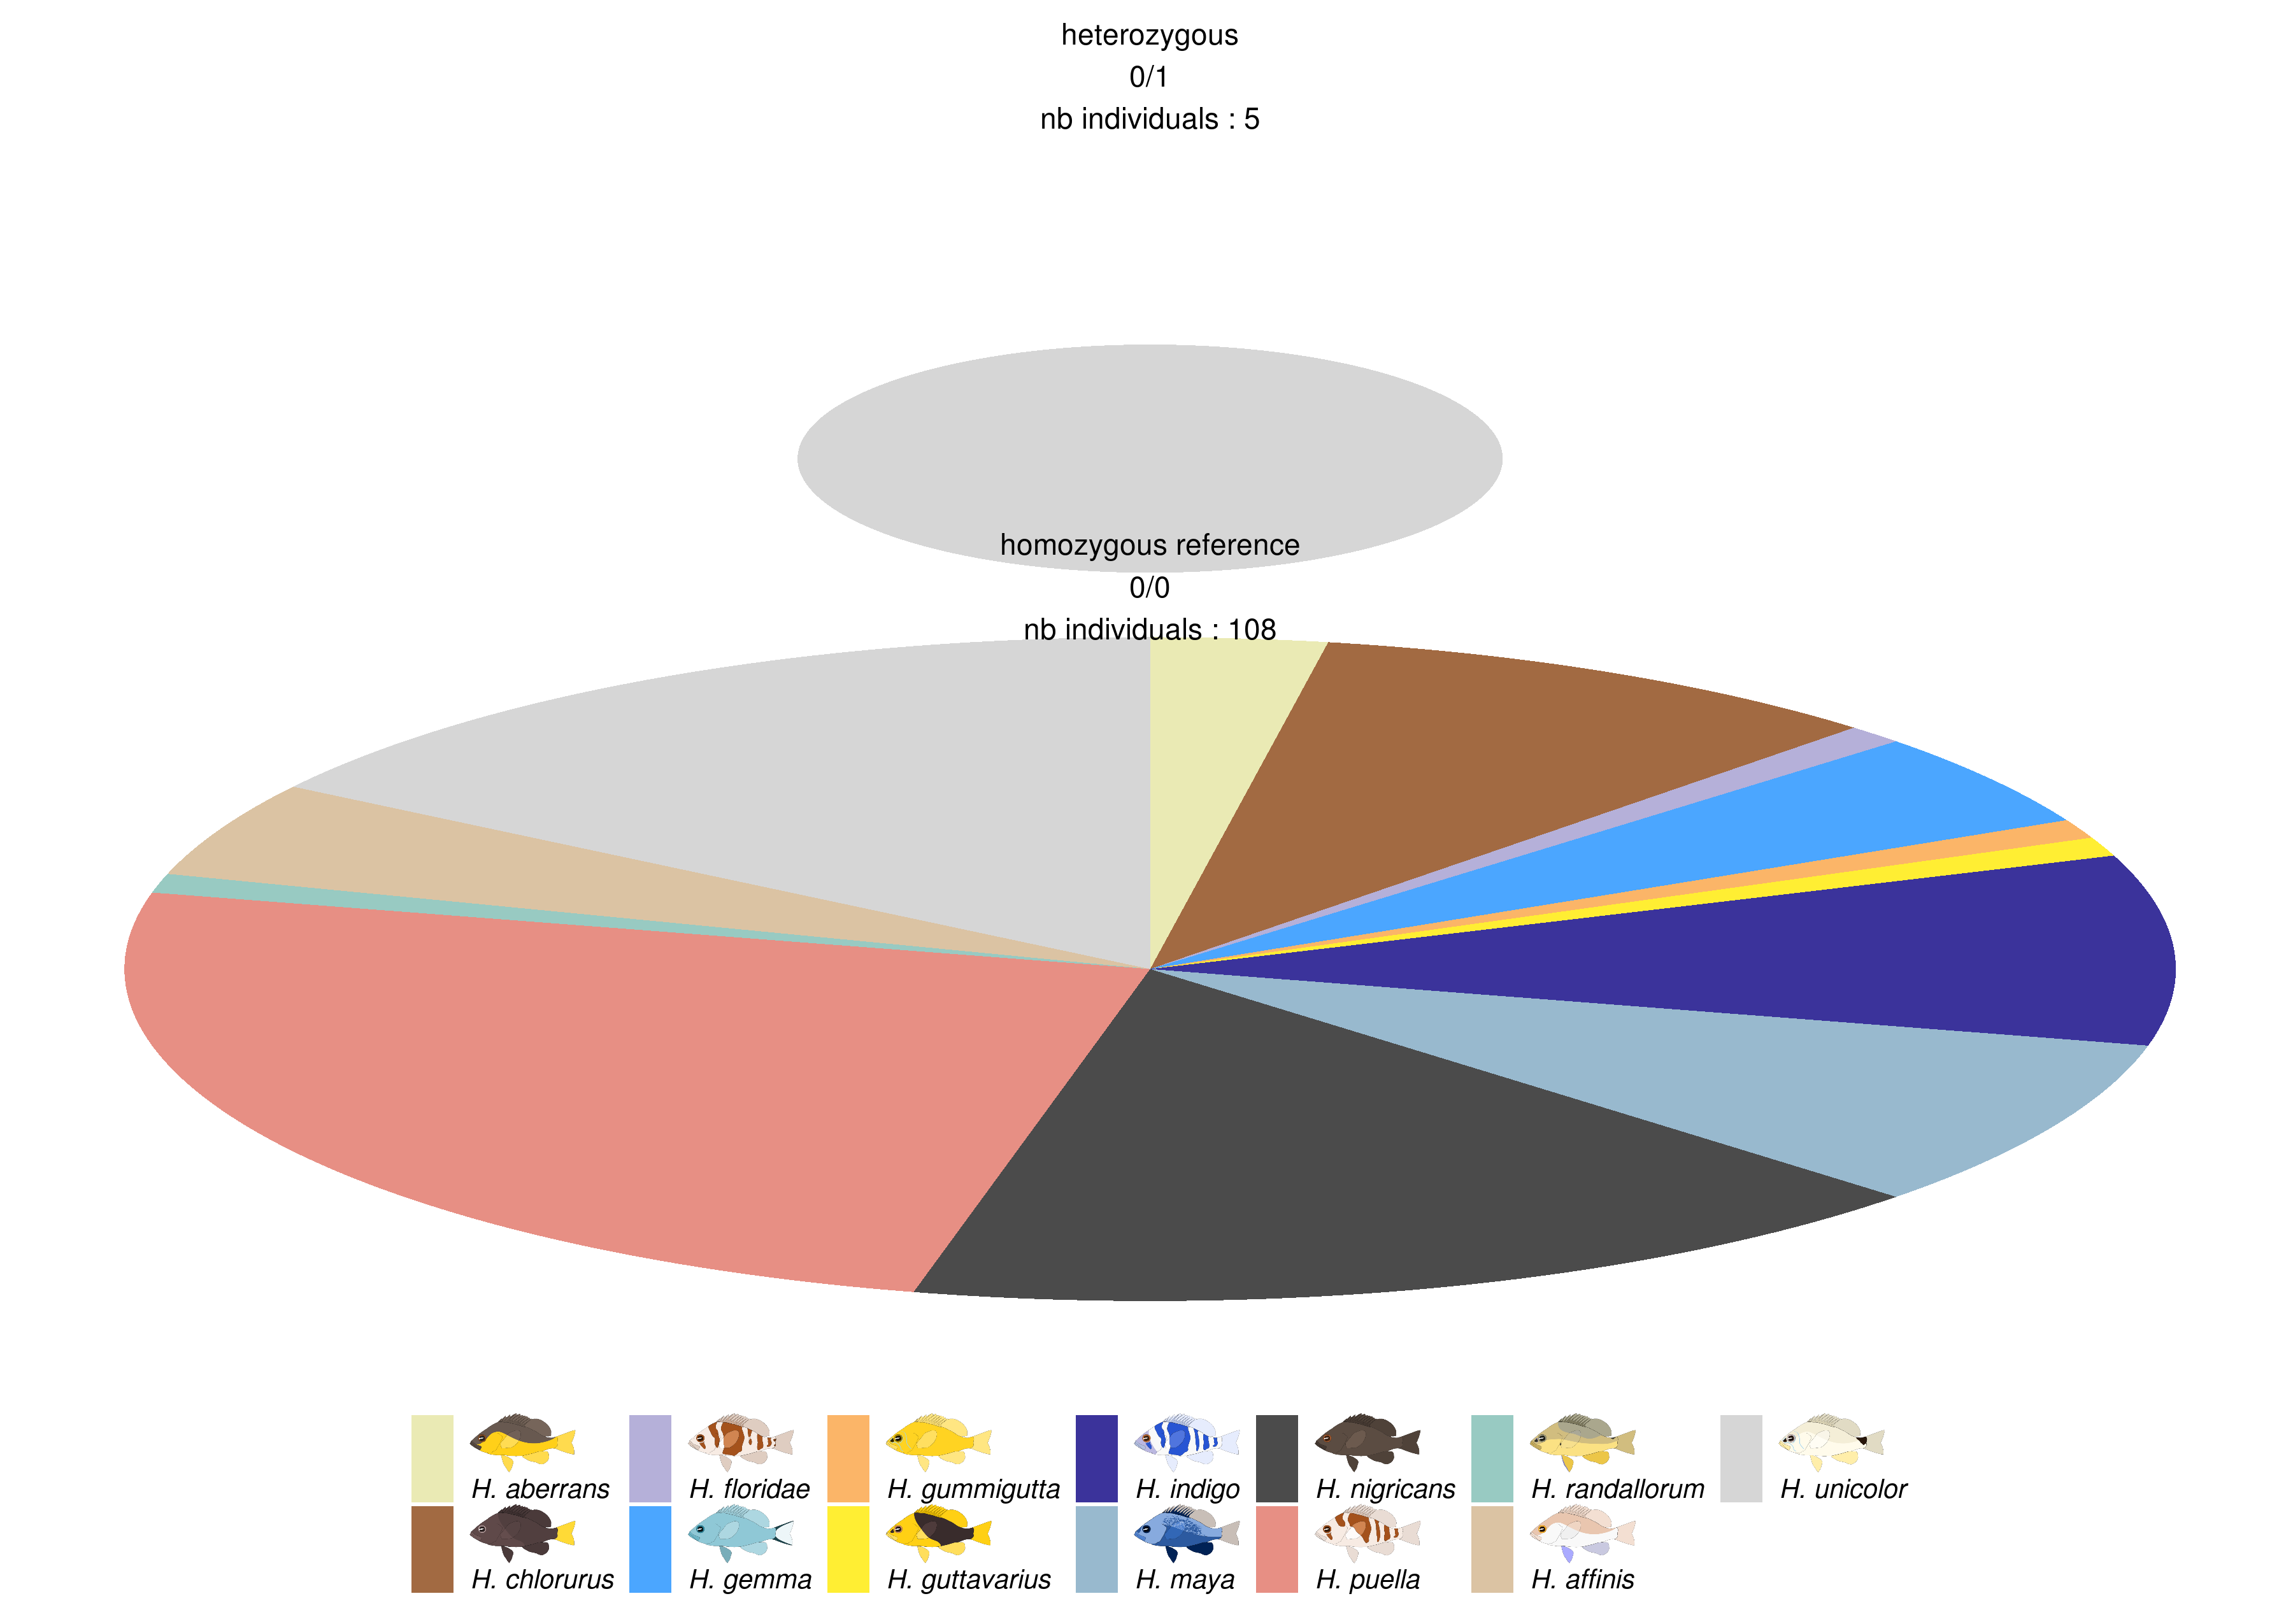 heterozygous
0/1
nb individuals : 5
homozygous reference
0/0
nb individuals : 108
H. aberrans
H. floridae
H. gummigutta
H. indigo
H. nigricans
H. randallorum
H. unicolor
H. chlorurus
H. gemma
H. guttavarius
H. maya
H. puella
H. affinis